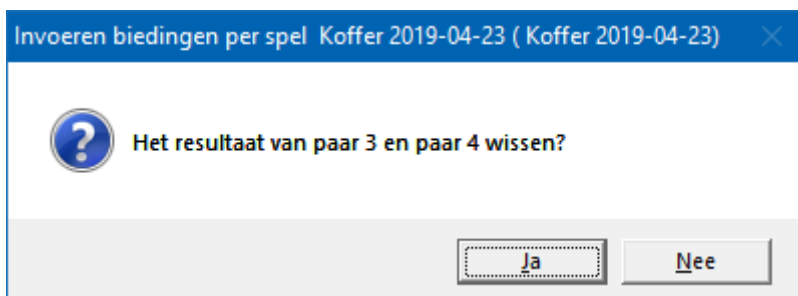 Invoeren biedingen per spel Koffer 2019-04-23 ( Koffer 2019-04-23)
Het resultaat van paar 3 en paar 4 wissen?
Ja
Nee